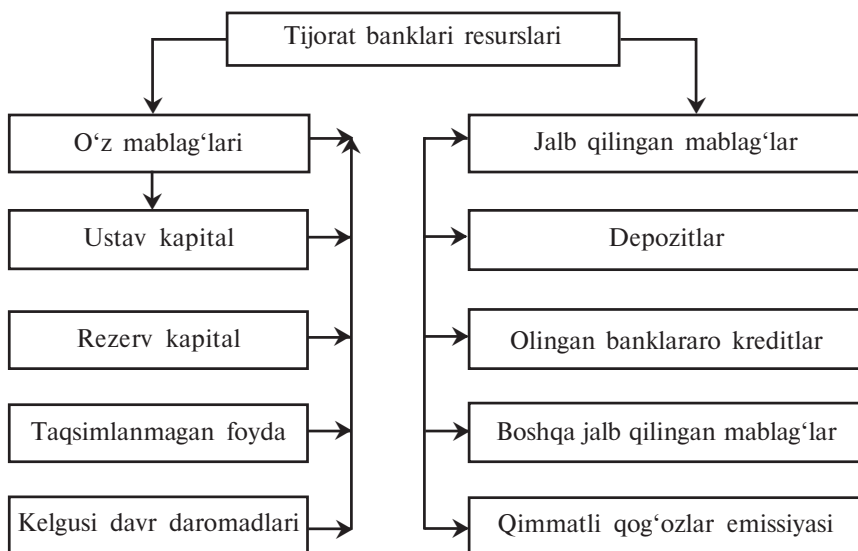 Tijorat banklari resurslari
O‘z mablag‘lari
Jalb qilingan mablag‘lar
Ustav kapital
Depozitlar
Rezerv kapital
Olingan banklararo kreditlar
Taqsimlanmagan foyda
Boshqa jalb qilingan mablag‘lar
Kelgusi davr daromadlari
Qimmatli qog‘ozlar emissiyasi